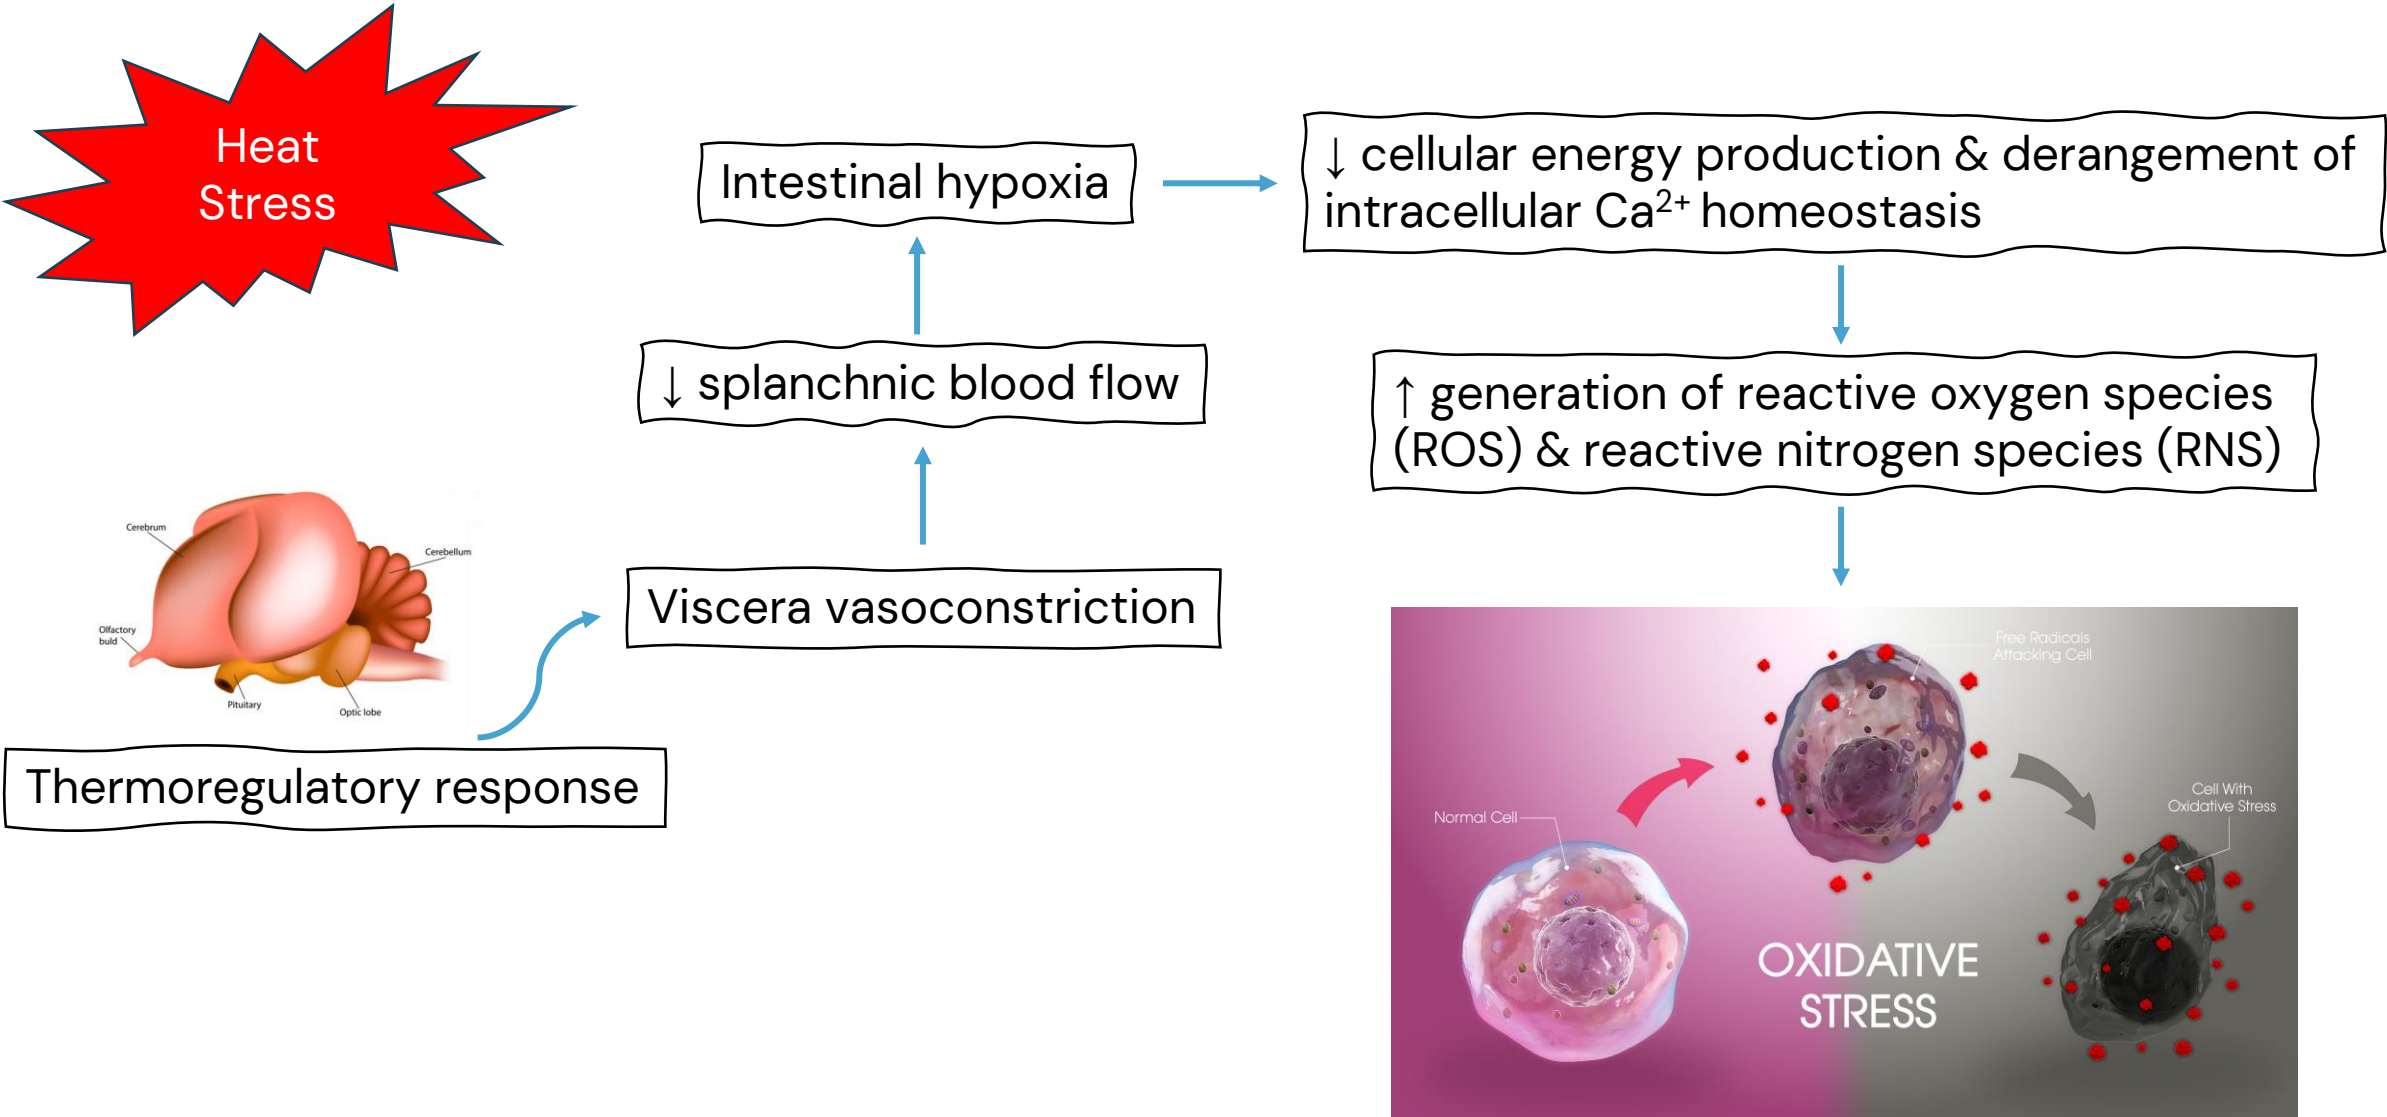 Heat
Stress
Cerebrum
Cerebellum
Olfactory
buld
Pituitary
Optic lobe
Thermoregulatory response
Viscera vasoconstriction
↓ splanchnic blood flow
Intestinal hypoxia
↓ cellular energy production & derangement of
intracellular Ca²⁺ homeostasis
↑ generation of reactive oxygen species
(ROS) & reactive nitrogen species (RNS)
Normal Cell
Free Radicals
Attacking Cell
Cell With
Oxidative Stress
OXIDATIVE
STRESS